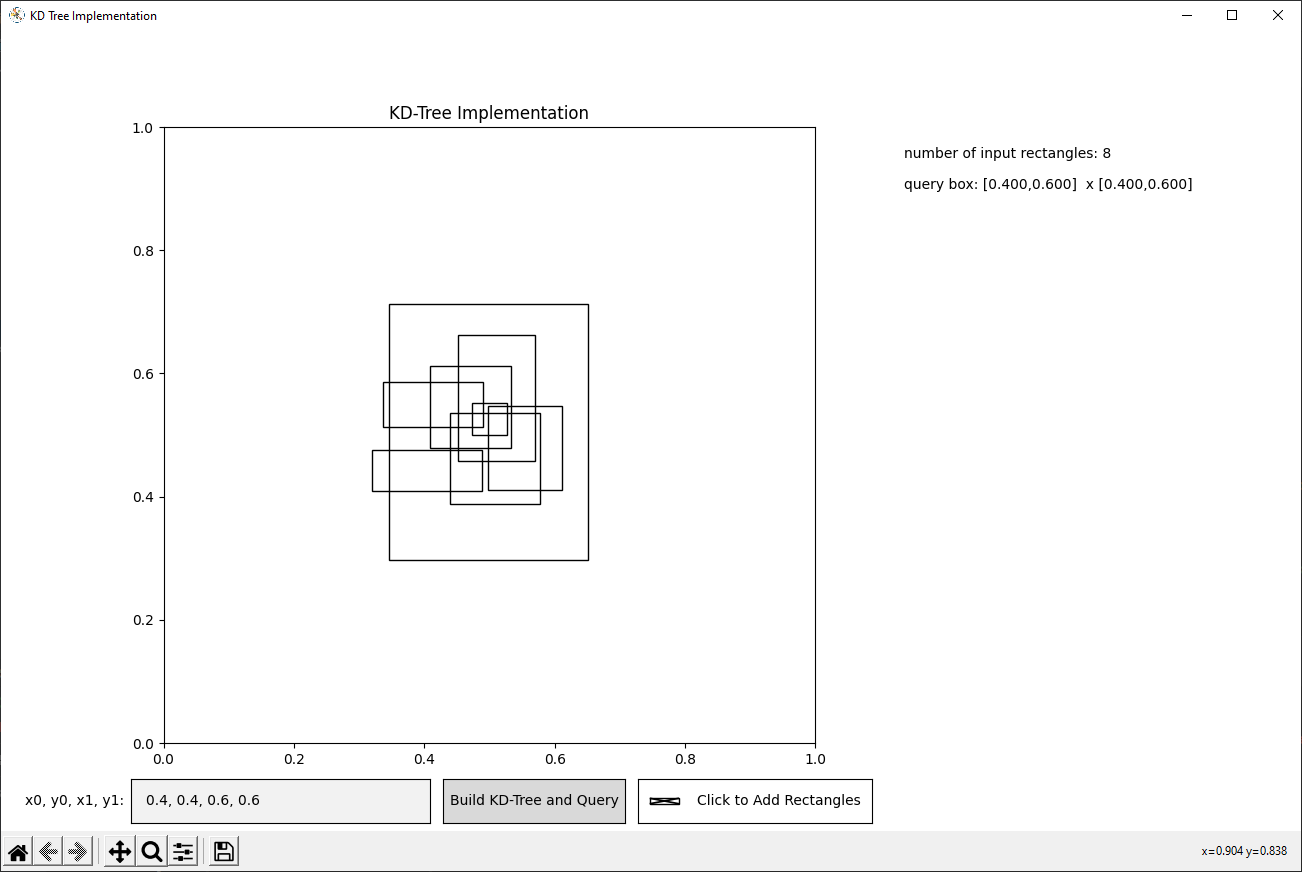 KD Tree Implementation
KD-Tree Implementation
1.0
0.8
0.6
0.4
0.2
0.0
0.0 0.2 0.4 0.6 0.8 1.0
number of input rectangles: 8
query box: [0.400,0.600]  x [0.400,0.600]
x0, y0, x1, y1: 0.4, 0.4, 0.6, 0.6 Build KD-Tree and Query Click to Add Rectangles
x=0.904 y=0.838